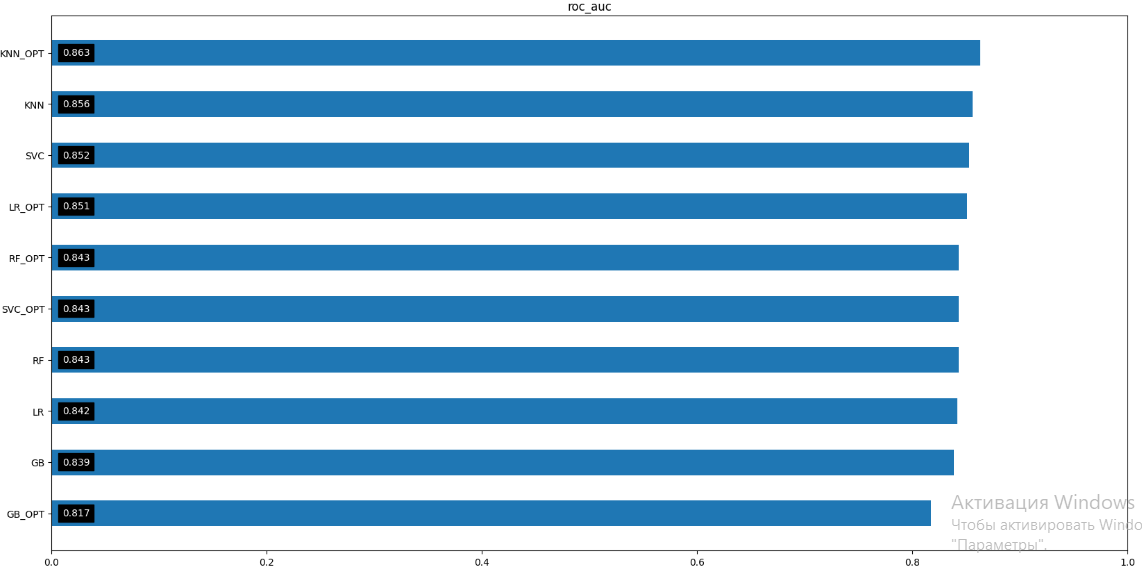 roc_auc
KNN_OPT 0.863
KNN 0.856
SVC 0.852
LR_OPT 0.851
RF_OPT 0.843
SVC_OPT 0.843
RF 0.843
LR 0.842
GB 0.839
GB_OPT 0.817
Активация Windows
Чтобы активировать Windo
"Параметры".
0.0 0.2 0.4 0.6 0.8 1.0